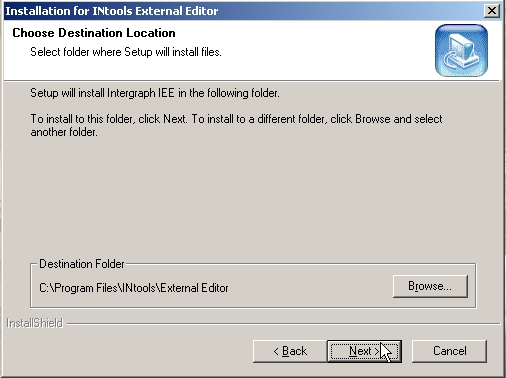 Installation for INtools External Editor
Choose Destination Location
Select folder where Setup will install files.
Setup will install Intergraph IEE in the following folder.
To install to this folder, click Next. To install to a different folder, click Browse and select
another folder.
Destination Folder
C:\Program Files\INtools\External Editor
Browse...
InstallShield
< Back
Next >
Cancel